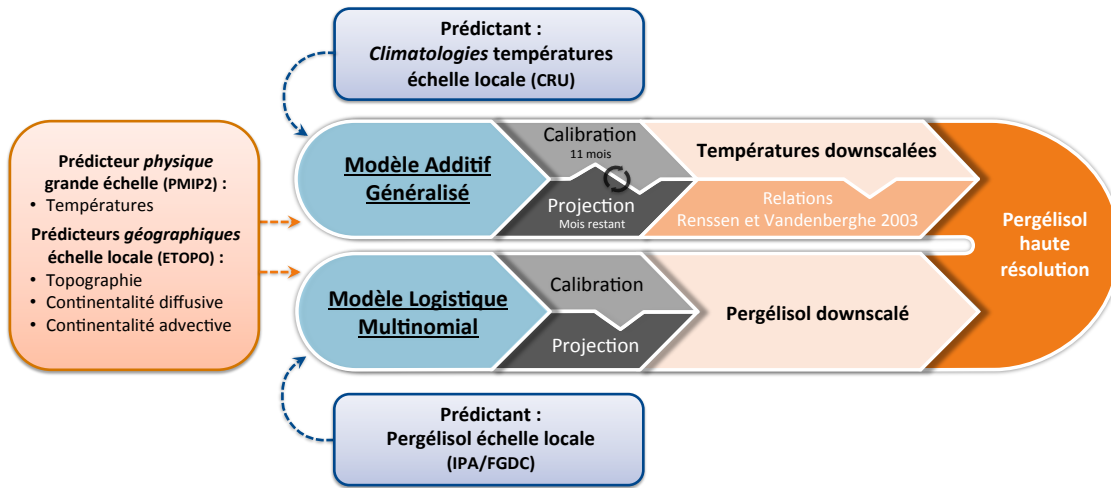 Prédictant :
Climatologies températures
échelle locale (CRU)
Prédicteur physique
grande échelle (PMIP2) :
• Températures
Prédicteurs géographiques
échelle locale (ETOPO) :
• Topographie
• Continentalité diffusive
• Continentalité advective
Modèle Additif
Généralisé
Calibration
11 mois
Projection
Mois restant
Températures downscalées
Relations
Renssen et Vandenberghe 2003
Pergélisol
haute
résolution
Modèle Logistique
Multinomial
Calibration
Projection
Pergélisol downscalé
Prédictant :
Pergélisol échelle locale
(IPA/FGDC)